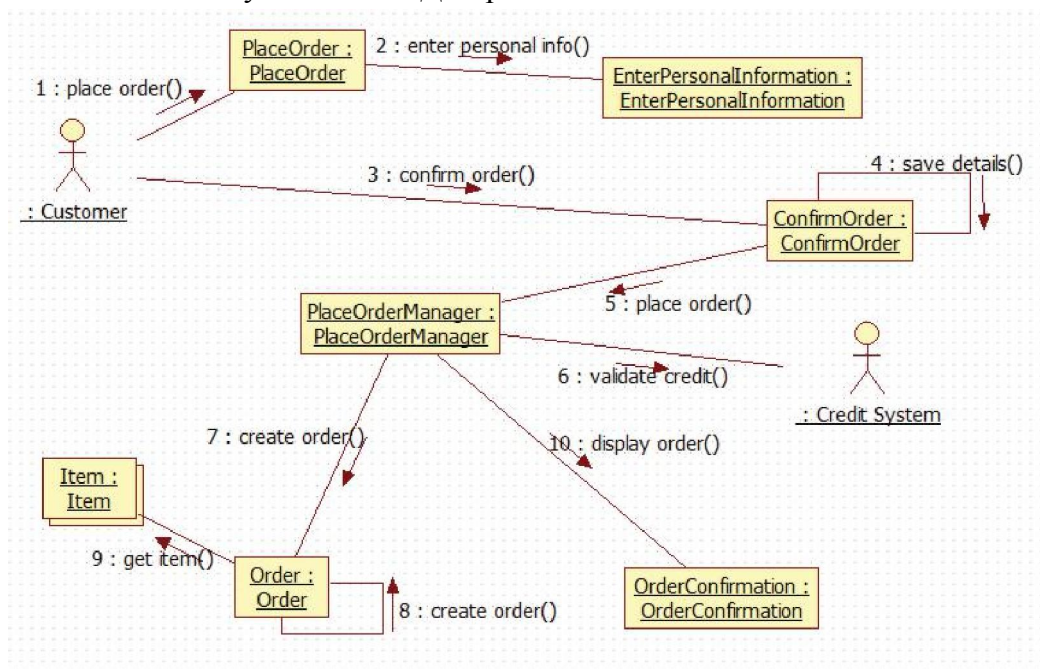 PlaceOrder :
PlaceOrder
2 : enter personal info()
EnterPersonalInformation :
EnterPersonalInformation
1 : place order()
: Customer
3 : confirm order()
4 : save details()
ConfirmOrder :
ConfirmOrder
5 : place order()
PlaceOrderManager :
PlaceOrderManager
6 : validate credit()
: Credit System
7 : create order()
10 : display order()
Item :
Item
9 : get item()
Order :
Order
8 : create order()
OrderConfirmation :
OrderConfirmation